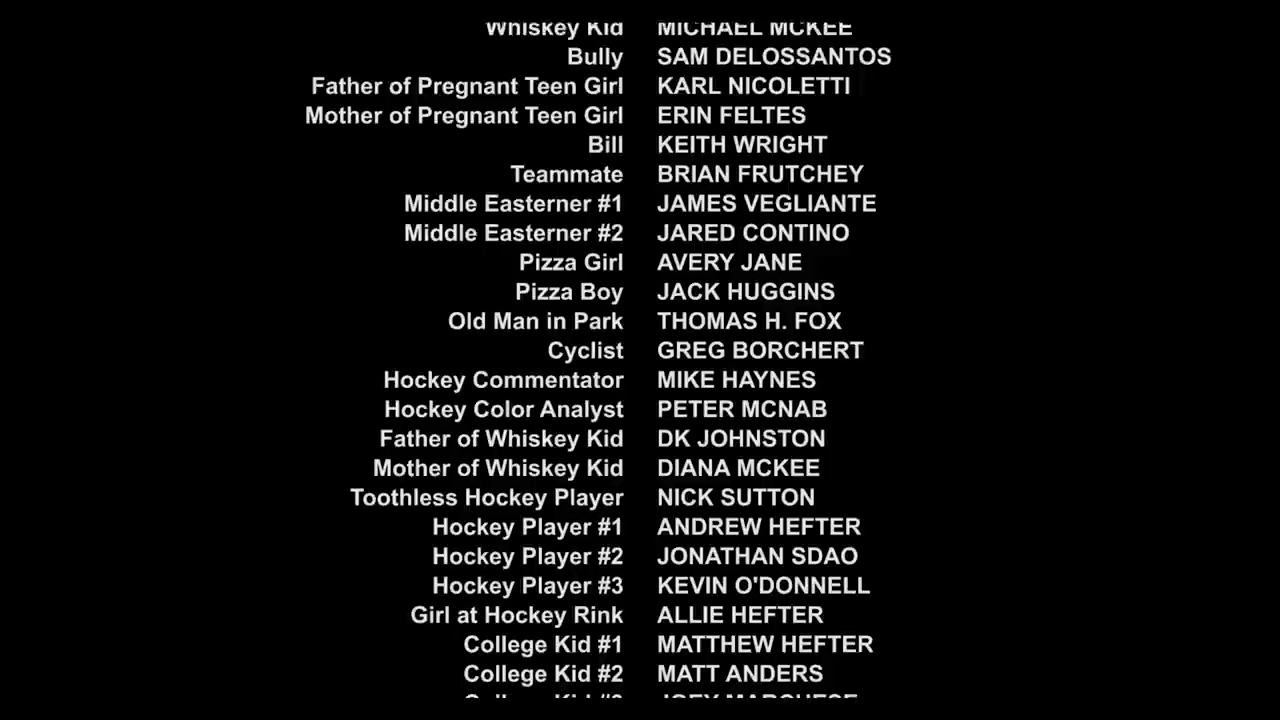 Whiskey Kid MICHAEL MCKEE
Bully SAM DELOSSANTOS
Father of Pregnant Teen Girl KARL NICOLETTI
Mother of Pregnant Teen Girl ERIN FELTES
Bill KEITH WRIGHT
Teammate BRIAN FRUTCHEY
Middle Easterner #1 JAMES VEGLIANTE
Middle Easterner #2 JARED CONTINO
Pizza Girl AVERY JANE
Pizza Boy JACK HUGGINS
Old Man in Park THOMAS H. FOX
Cyclist GREG BORCHERT
Hockey Commentator MIKE HAYNES
Hockey Color Analyst PETER MCNAB
Father of Whiskey Kid DK JOHNSTON
Mother of Whiskey Kid DIANA MCKEE
Toothless Hockey Player NICK SUTTON
Hockey Player #1 ANDREW HEFTER
Hockey Player #2 JONATHAN SDAO
Hockey Player #3 KEVIN O'DONNELL
Girl at Hockey Rink ALLIE HEFTER
College Kid #1 MATTHEW HEFTER
College Kid #2 MATT ANDERS
College Kid #3 JOEY